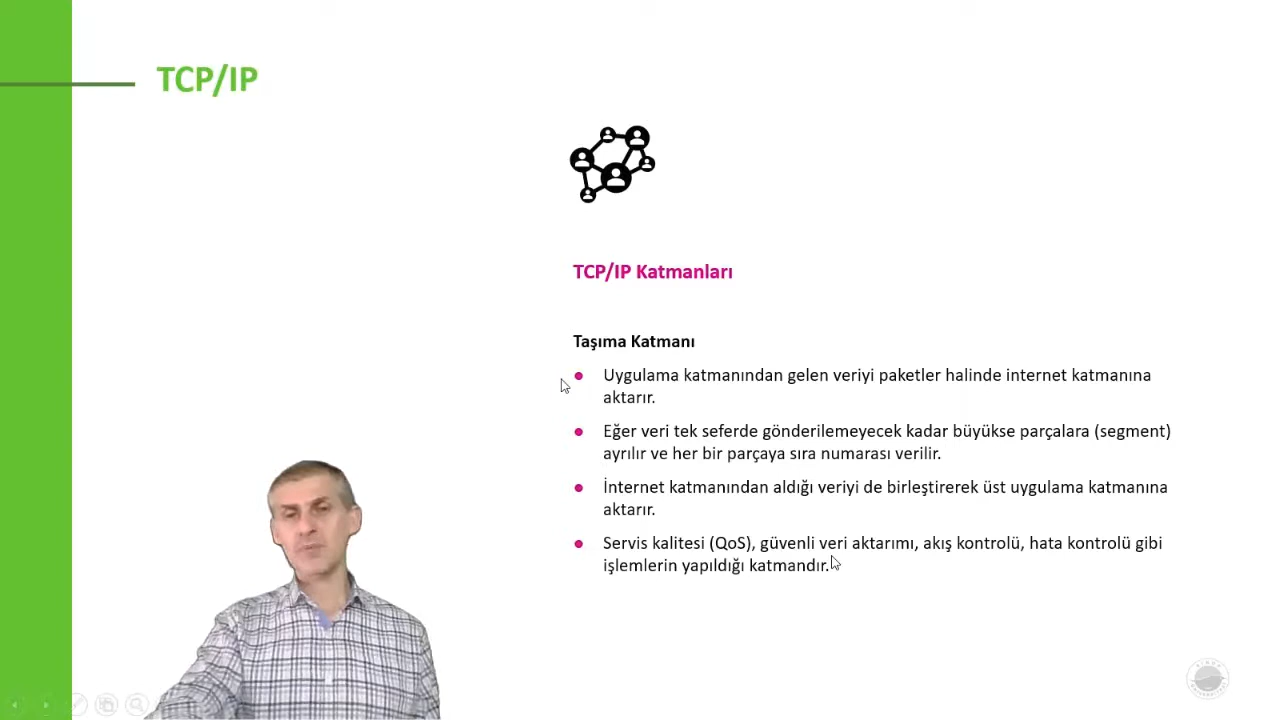 TCP/IP
TCP/IP Katmanları
Taşıma Katmanı
Uygulama katmanından gelen veriyi paketler halinde internet katmanına
aktarır.
Eğer veri tek seferde gönderilemeyecek kadar büyükse parçalara (segment)
ayrılır ve her bir parçaya sıra numarası verilir.
İnternet katmanından aldığı veriyi de birleştirerek üst uygulama katmanına
aktarır.
Servis kalitesi (QoS), güvenli veri aktarımı, akış kontrolü, hata kontrolü gibi
işlemlerin yapıldığı katmandır.